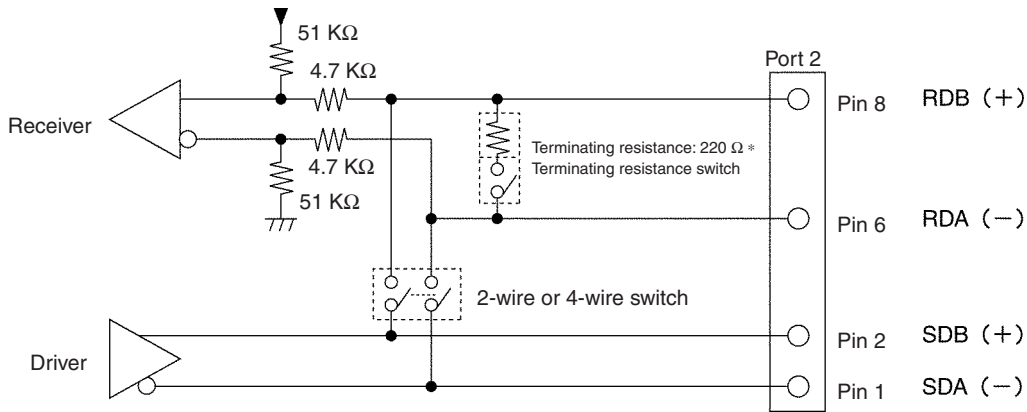 51 KΩ
4.7 KΩ
Port 2
Receiver
Pin 8 RDB (+)
Terminating resistance: 220 Ω *
Terminating resistance switch
4.7 KΩ
51 KΩ
Pin 6 RDA (−)
2-wire or 4-wire switch
Driver
Pin 2 SDB (+)
Pin 1 SDA (−)